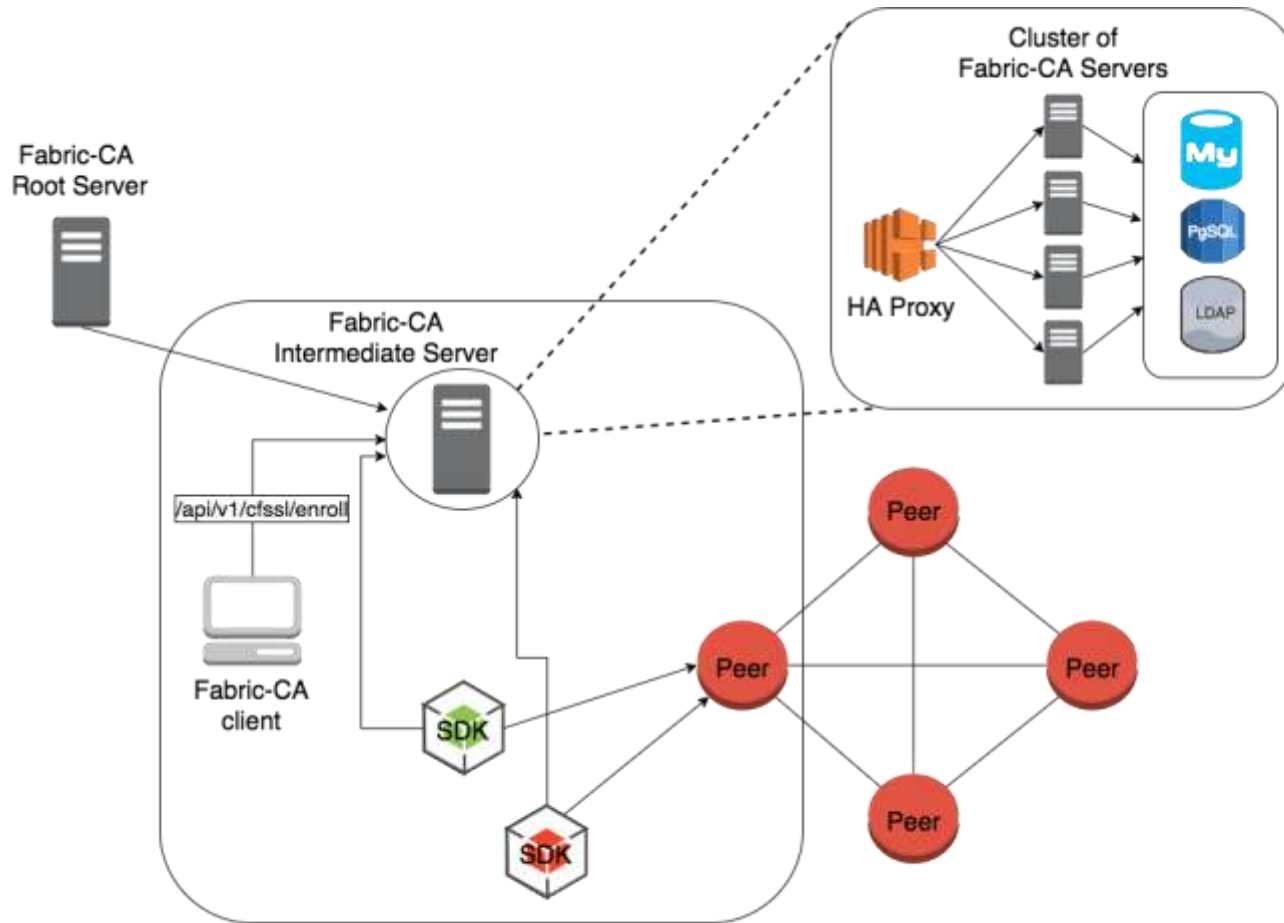 Cluster of
Fabric-CA Servers
My
PgSQL
LDAP
HA Proxy
Fabric-CA
Root Server
Fabric-CA
Intermediate Server
/api/v1/cfssl/enroll
Fabric-CA
client
SDK
SDK
Peer
Peer
Peer
Peer